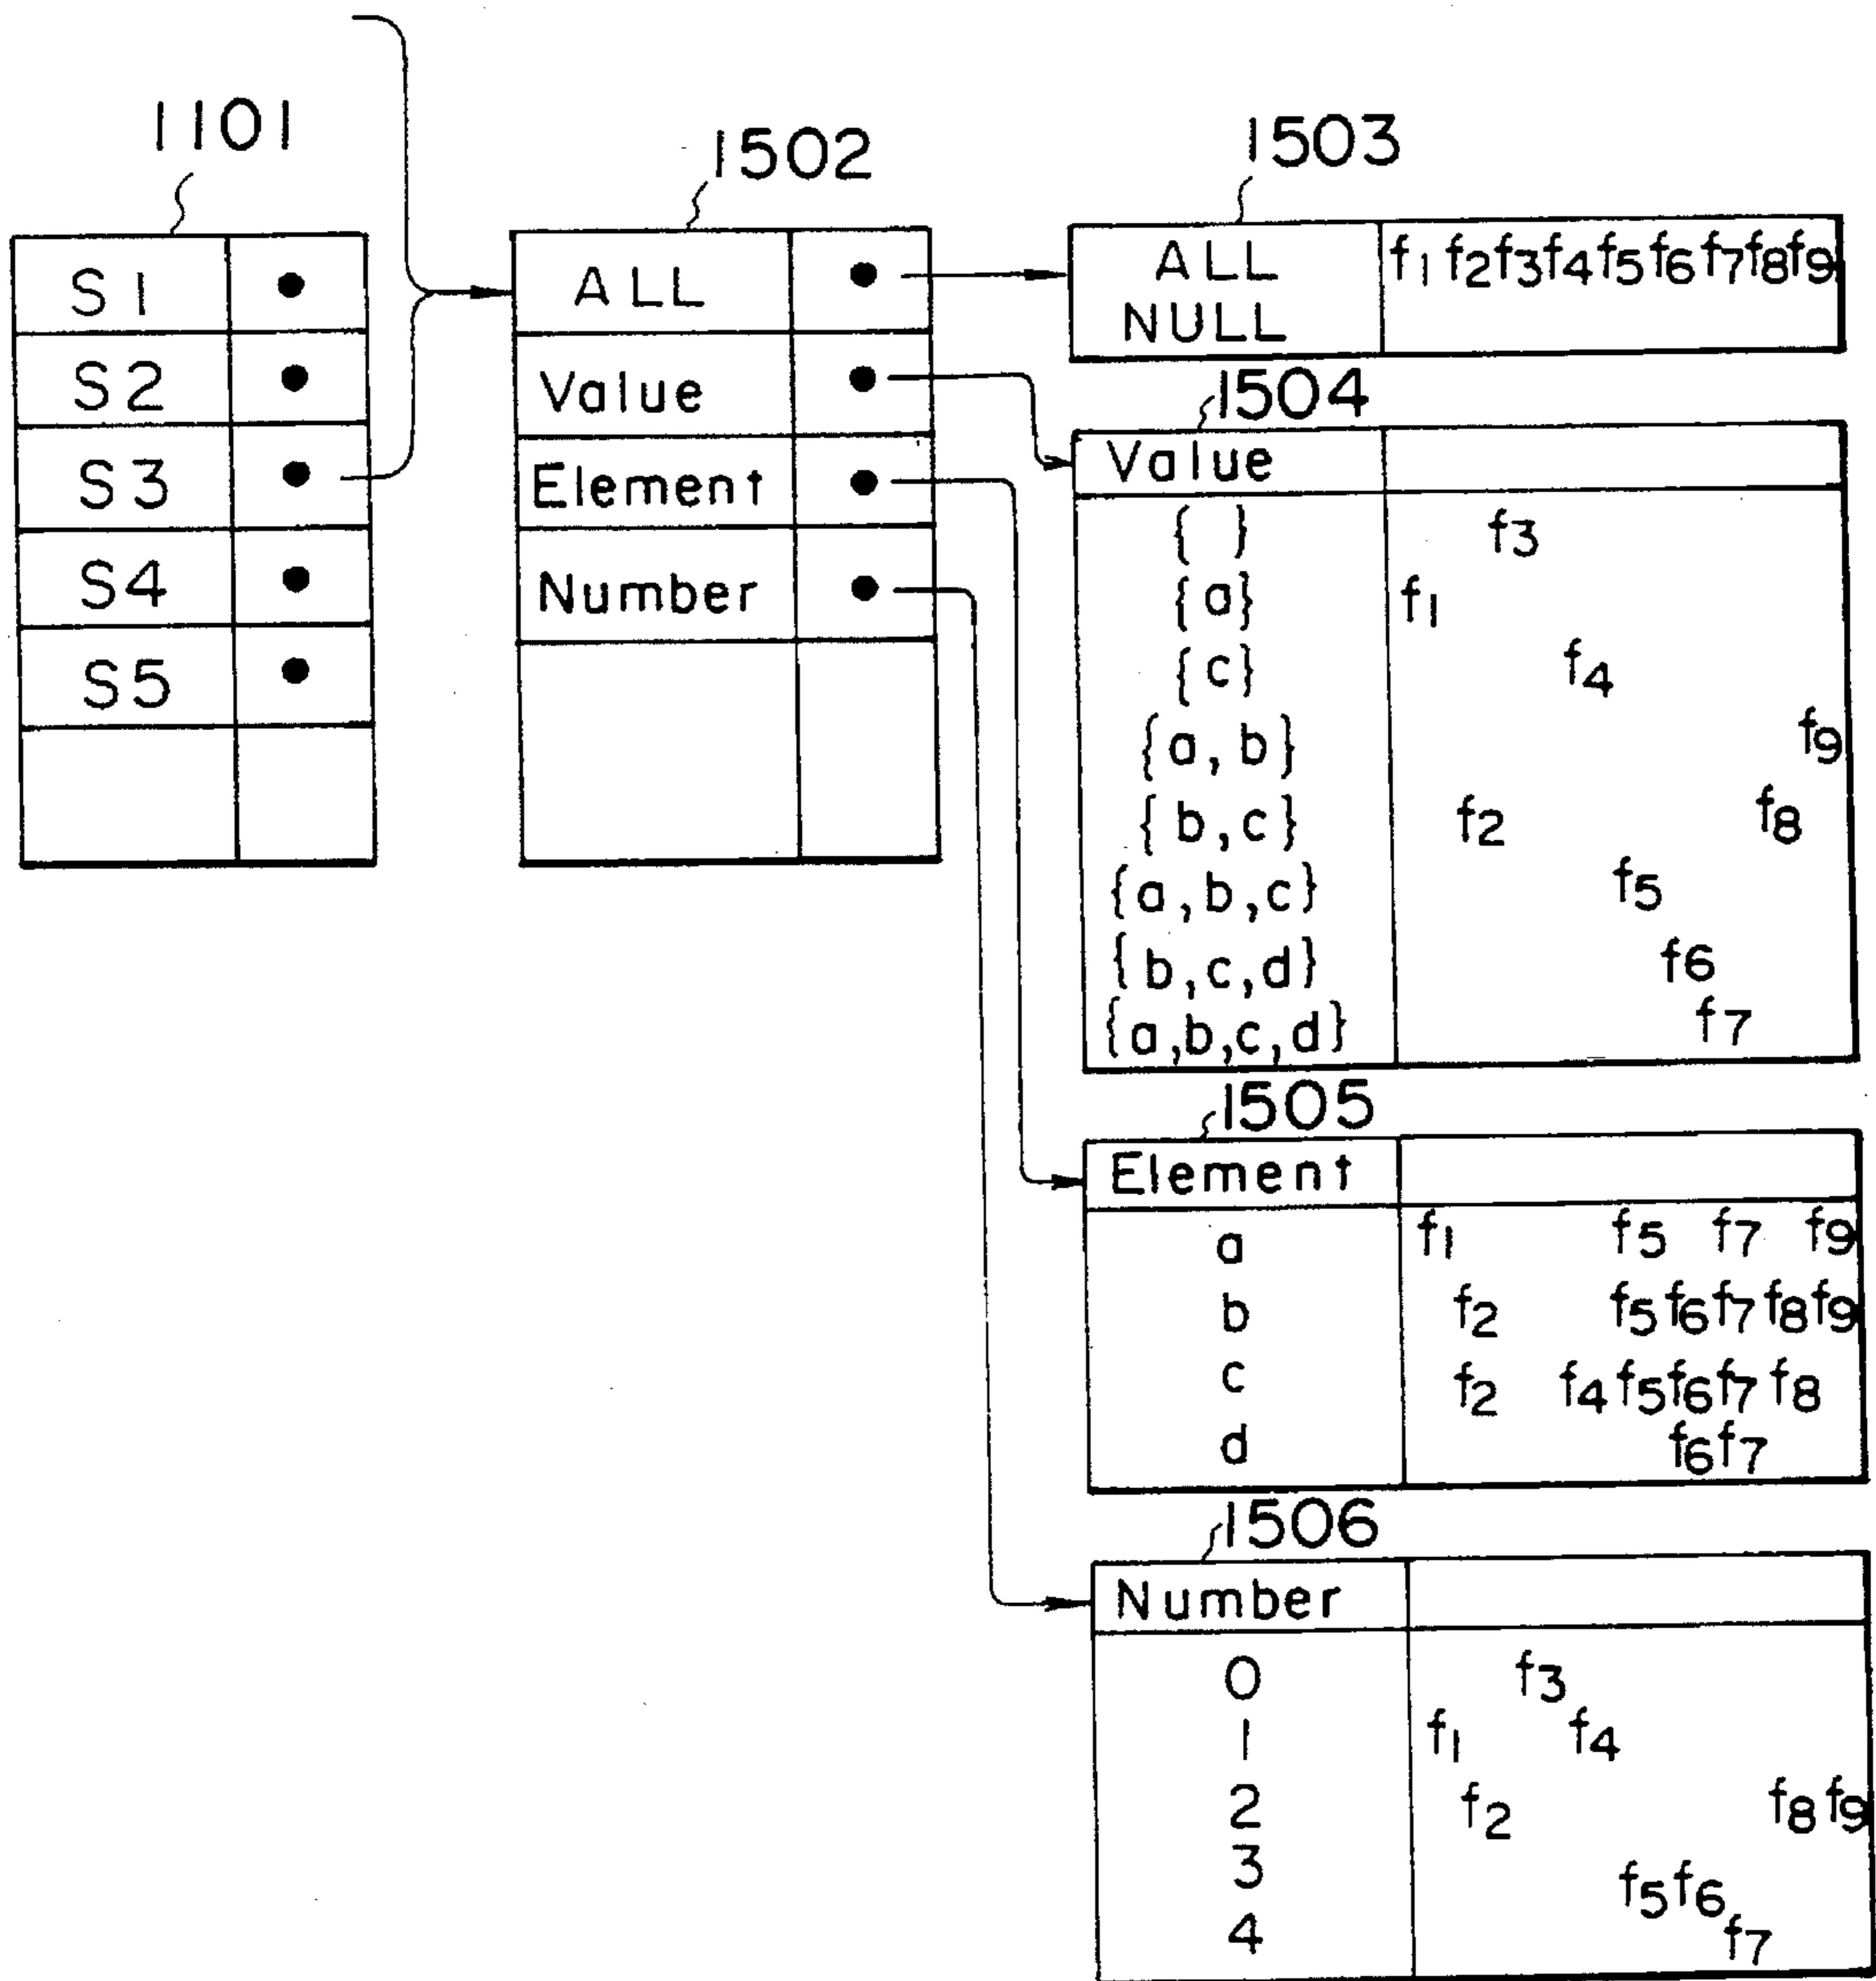 1101
S1
S2
S3
S4
S5
1502
ALL
Value
Element
Number
1503
ALL f1 f2 f3 f4 f5 f6 f7 f8 f9
NULL
1504
Value
{ } f3
{a} f1
{c} f4
{a, b} f9
{b,c} f2 f8
{a,b,c} f5
{b,c,d} f6
{a,b,c,d} f7
1505
Element
a f1 f5 f7 f9
b f2 f5 f6 f7 f8 f9
c f2 f4 f5 f6 f7 f8
d f6 f7
1506
Number
0 f3
1 f1 f4
2 f2 f8 f9
3 f5 f6
4 f7